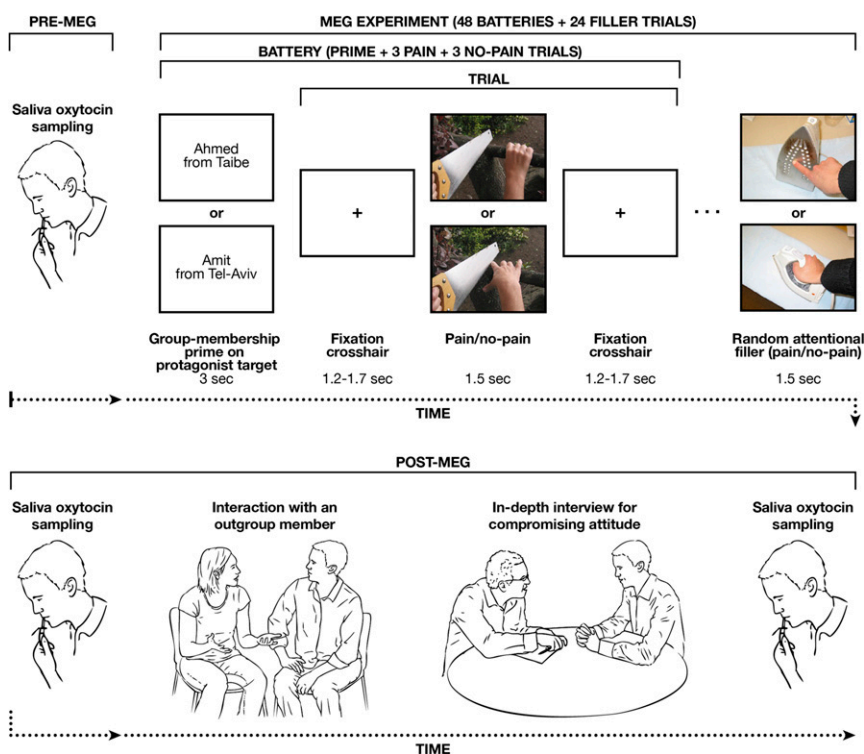 PRE-MEG
MEG EXPERIMENT (48 BATTERIES + 24 FILLER TRIALS)
BATTERY (PRIME + 3 PAIN + 3 NO-PAIN TRIALS)
TRIAL
Saliva oxytocin
sampling
Ahmed
from Taibe
or
Amit
from Tel-Aviv
+
or
+
...
or
Group-membership
prime on
protagonist target
3 sec
Fixation
crosshair
1.2-1.7 sec
Pain/no-pain
1.5 sec
Fixation
crosshair
1.2-1.7 sec
Random attentional
filler (pain/no-pain)
1.5 sec
TIME
POST-MEG
Saliva oxytocin
sampling
Interaction with an
outgroup member
In-depth interview for
compromising attitude
Saliva oxytocin
sampling
TIME